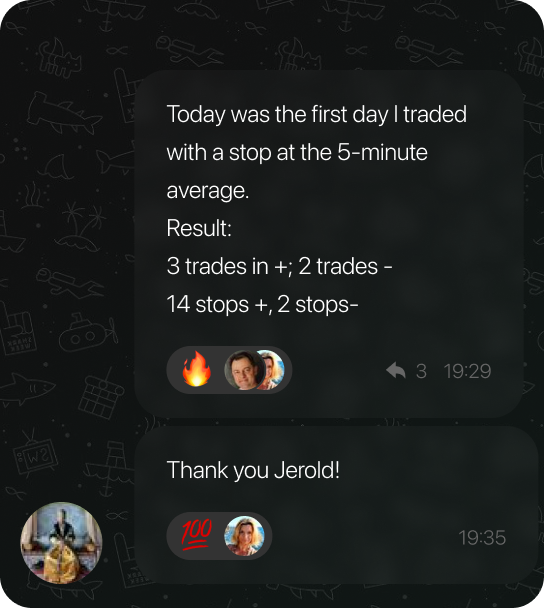 Today was the first day I traded
with a stop at the 5-minute
average.
Result:
3 trades in +; 2 trades -
14 stops +, 2 stops-
3 19:29
Thank you Jerold!
100
19:35